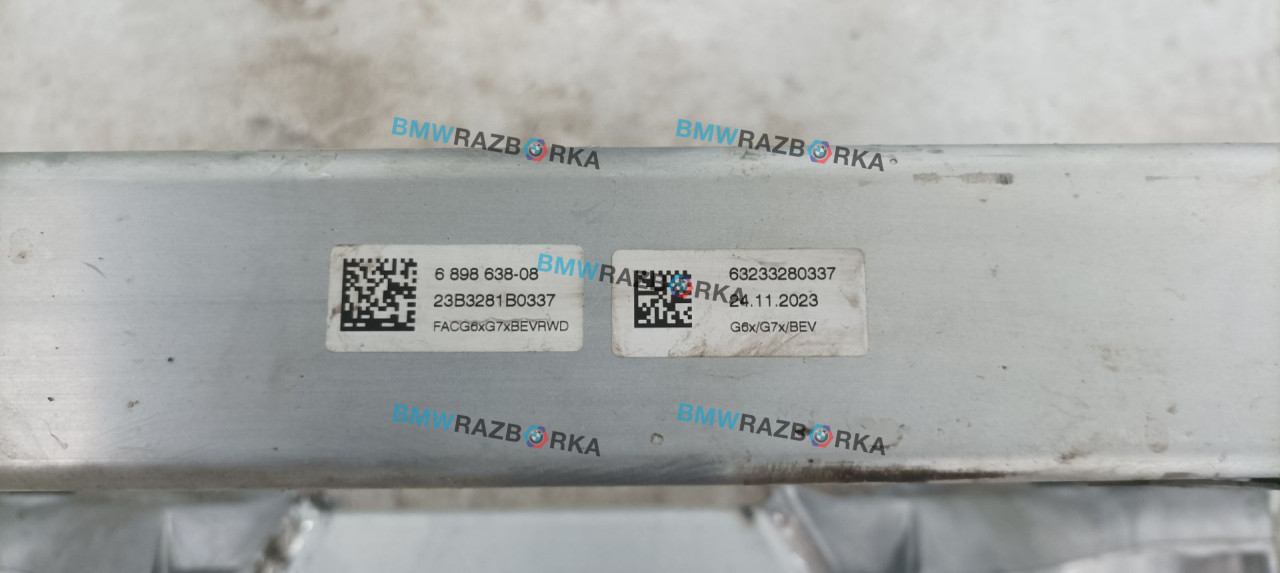 BMWRAZBORKA
BMWRAZBORKA
6 898 638-08
23B3281B0337
FACG6xG7xBEVRWD
BMWRAZBORKA
63233280337
24.11.2023
G6x/G7x/BEV
BMWRAZBORKA
BMWRAZBORKA